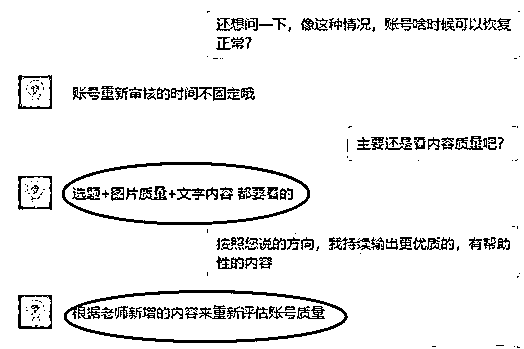 还想问一下，像这种情况，账号啥时候可以恢复
正常？
账号重新审核的时间不固定哦
主要还是看内容质量吧？
选题+图片质量+文字内容 都要看的
按照您说的方向，我持续输出更优质的，有帮助
性的内容
根据老师新增的内容来重新评估账号质量